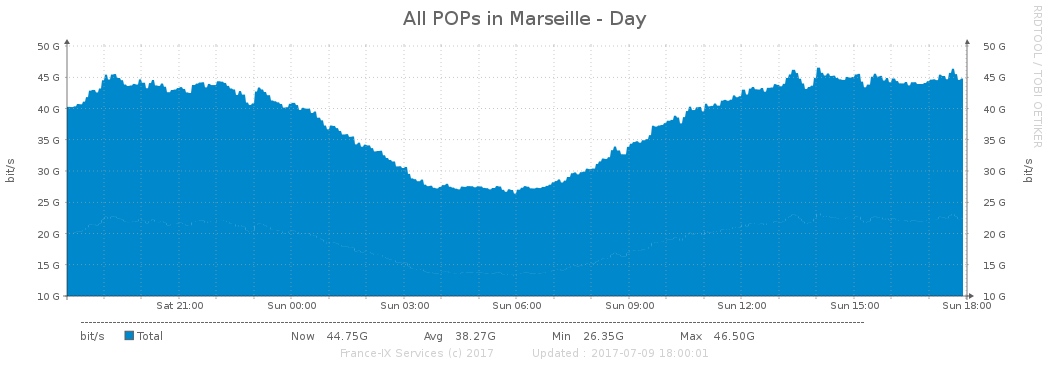 All POPs in Marseille - Day
RRDTOOL / TOBI OETIKER
50 G 50 G
45 G 45 G
40 G 40 G
35 G 35 G
30 G 30 G
25 G 25 G
20 G 20 G
15 G 15 G
10 G 10 G
bit/s bit/s
Sat 21:00 Sun 00:00 Sun 03:00 Sun 06:00 Sun 09:00 Sun 12:00 Sun 15:00 Sun 18:00
bit/s Total Now 44.75G Avg 38.27G Min 26.35G Max 46.50G
France-IX Services (c) 2017 Updated : 2017-07-09 18:00:01